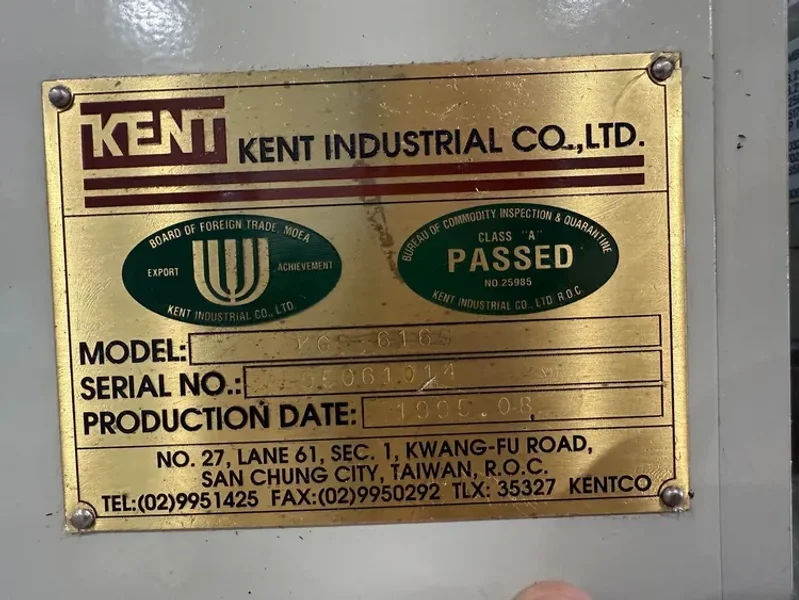 KENT KENT INDUSTRIAL CO.,LTD.
BOARD OF FOREIGN TRADE, MOEA
EXPORT ACHIEVEMENT
KENT INDUSTRIAL CO., LTD.
BUREAU OF COMMODITY INSPECTION & QUARANTINE
CLASS "A"
PASSED
NO.25985
KENT INDUSTRIAL CO., LTD R.O.C.
MODEL: KGS-616S
SERIAL NO.:
PRODUCTION DATE:
NO. 27, LANE 61, SEC. 1, KWANG-FU ROAD,
SAN CHUNG CITY, TAIWAN, R.O.C.
TEL:(02)9951425 FAX:(02)9950292 TLX: 35327 KENTCO